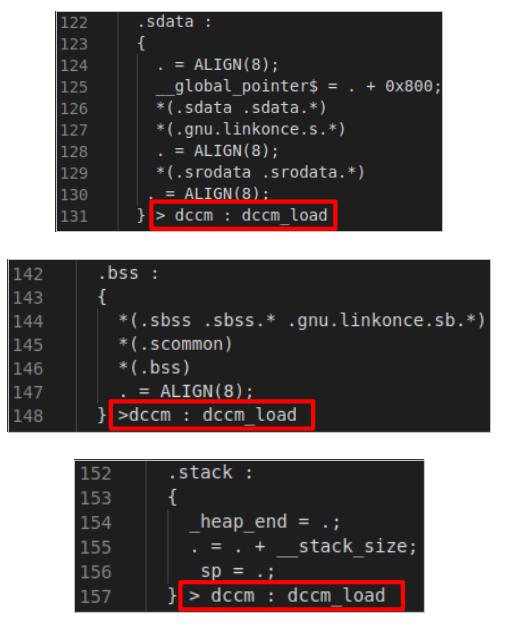 122 .sdata :
123 {
124 . = ALIGN(8);
125 __global_pointer$ = . + 0x800;
126 *(.sdata .sdata.*)
127 *(.gnu.linkonce.s.*)
128 . = ALIGN(8);
129 *(.srodata .srodata.*)
130 . = ALIGN(8);
131 } > dccm : dccm_load
142 .bss :
143 {
144 *(.sbss .sbss.* .gnu.linkonce.sb.*)
145 *(.scommon)
146 *(.bss)
147 . = ALIGN(8);
148 } >dccm : dccm_load
152 .stack :
153 {
154 _heap_end = .;
155 . = . + __stack_size;
156 sp = .;
157 } > dccm : dccm_load